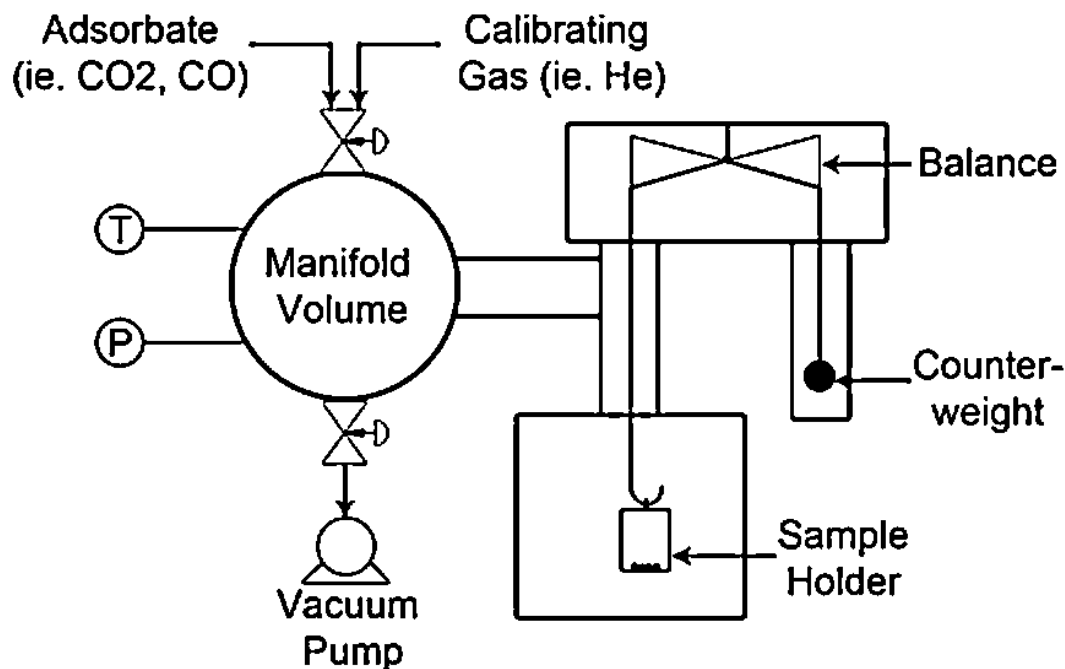 Adsorbate
(ie. CO2, CO)
Calibrating
Gas (ie. He)
Balance
T
Manifold
Volume
P
Counter-
weight
Sample
Holder
Vacuum
Pump